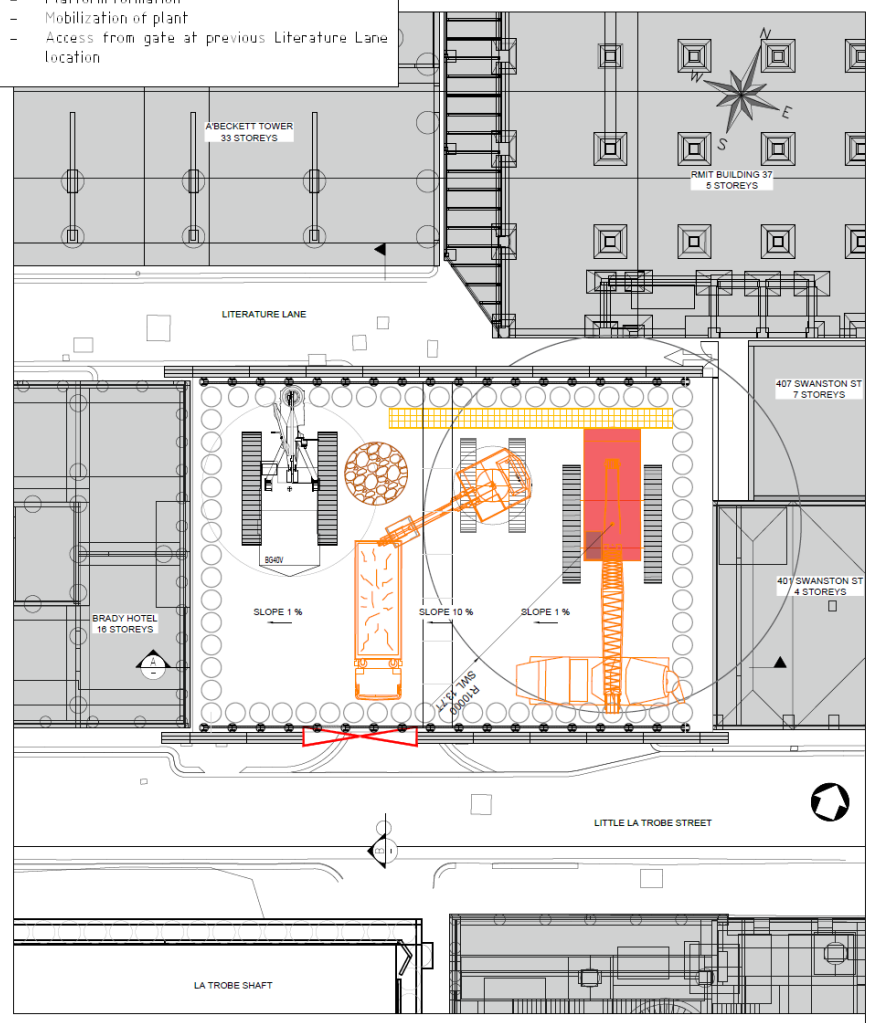 - Platform formation
- Mobilization of plant
- Access from gate at previous Literature Lane
location
N
W
E
S
A'BECKETT TOWER
33 STOREYS
RMIT BUILDING 37
5 STOREYS
LITERATURE LANE
407 SWANSTON ST
7 STOREYS
BG40V
401 SWANSTON ST
4 STOREYS
SLOPE 1 %
SLOPE 10 %
SLOPE 1 %
BRADY HOTEL
16 STOREYS
A
R10000
SWL 13.7T
LITTLE LA TROBE STREET
B
LA TROBE SHAFT